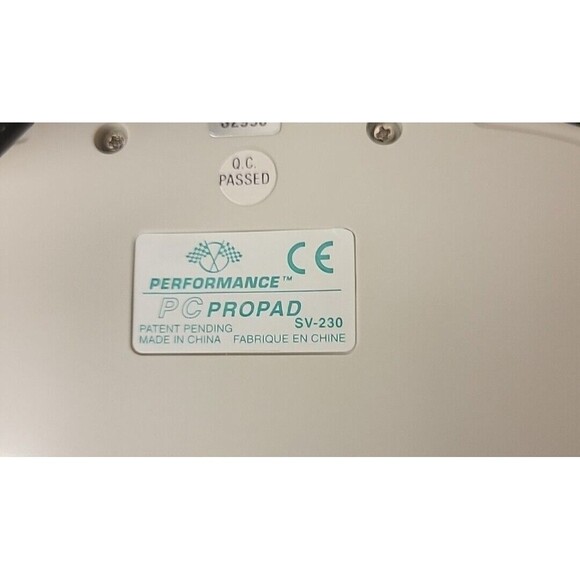 Q.C.
PASSED
CE
PERFORMANCE™
PC PROPAD
SV-230
PATENT PENDING
MADE IN CHINA FABRIQUE EN CHINE